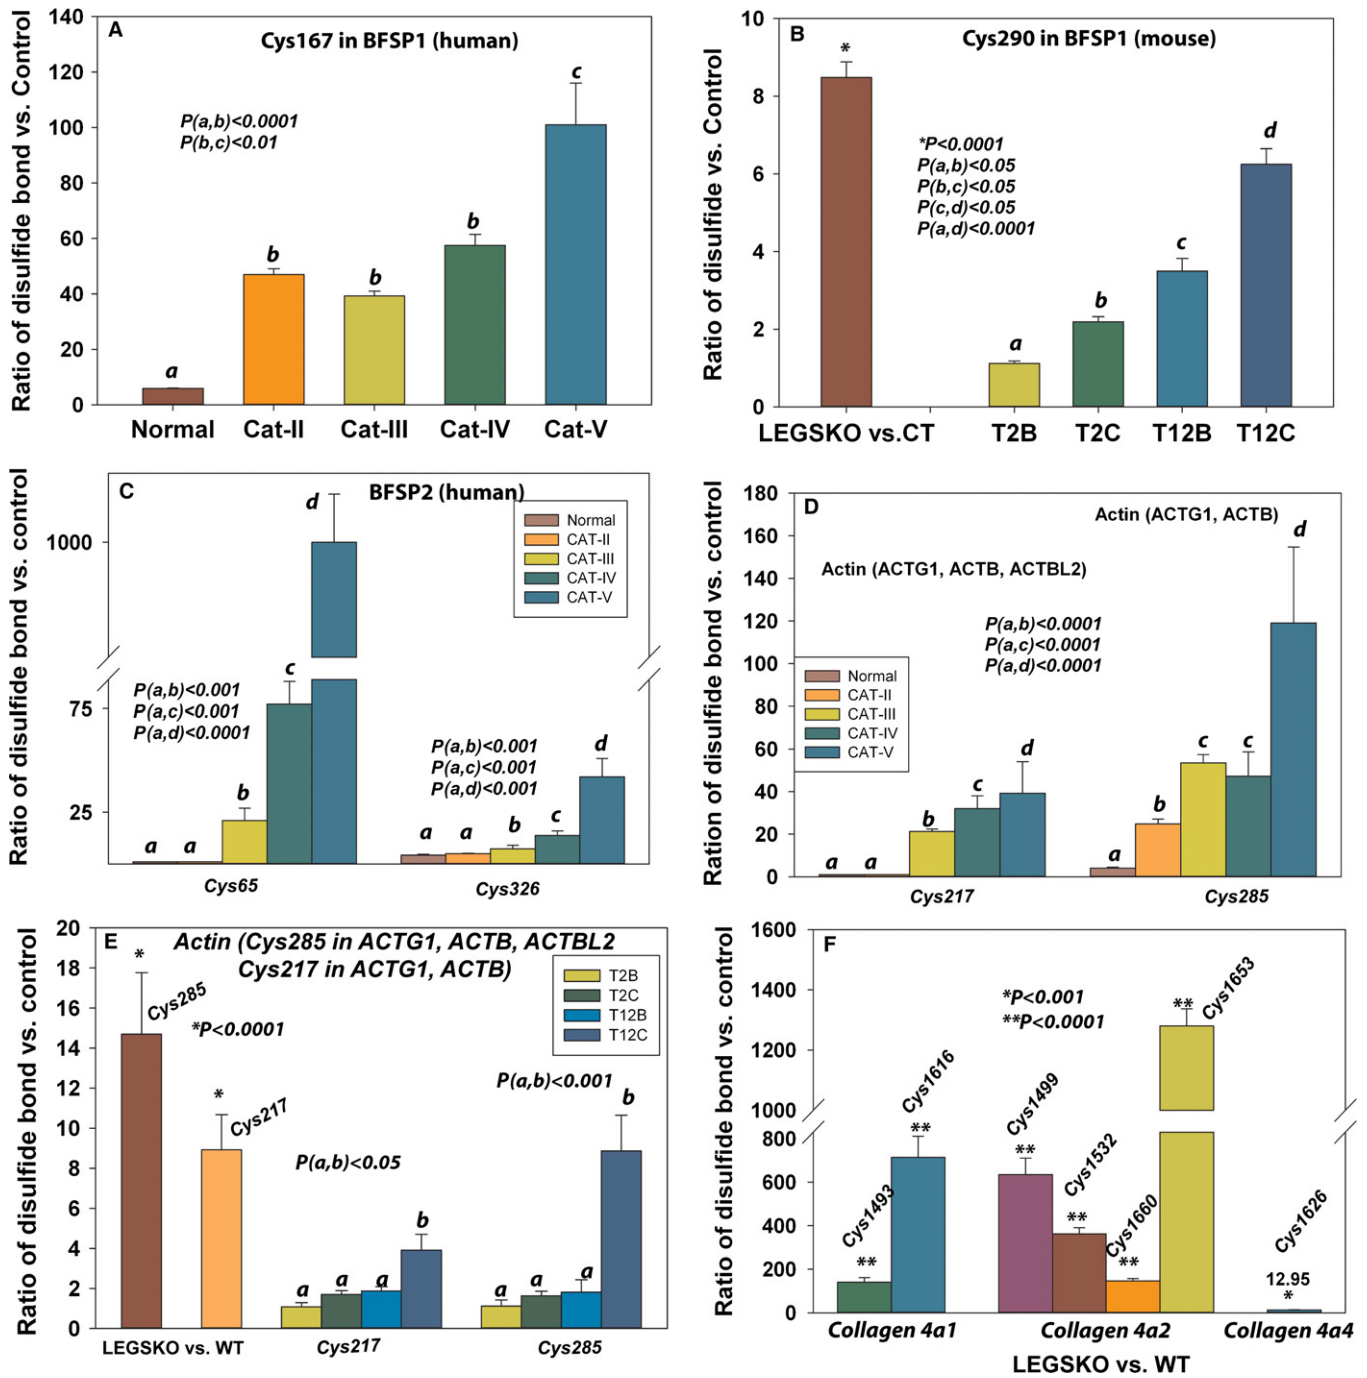 A
Cys167 in BFSP1 (human)
Ratio of disulfide bond vs. Control
140
120
100
80
60
40
20
0
P(a,b)<0.0001
P(b,c)<0.01
a
b
b
b
c
Normal
Cat-II
Cat-III
Cat-IV
Cat-V
B
Cys290 in BFSP1 (mouse)
Ratio of disulfide vs. Control
10
8
6
4
2
0
*
*P<0.0001
P(a,b)<0.05
P(b,c)<0.05
P(c,d)<0.05
P(a,d)<0.0001
a
b
c
d
LEGSKO vs.CT
T2B
T2C
T12B
T12C
C
BFSP2 (human)
Ratio of disulfide bond vs. control
1000
75
25
Normal
CAT-II
CAT-III
CAT-IV
CAT-V
P(a,b)<0.001
P(a,c)<0.001
P(a,d)<0.0001
a
a
b
c
d
P(a,b)<0.001
P(a,c)<0.001
P(a,d)<0.001
a
a
b
c
d
Cys65
Cys326
D
Actin (ACTG1, ACTB)
Actin (ACTG1, ACTB, ACTBL2)
Ration of disulfide bond vs. control
180
160
140
120
100
80
60
40
20
0
P(a,b)<0.0001
P(a,c)<0.0001
P(a,d)<0.0001
Normal
CAT-II
CAT-III
CAT-IV
CAT-V
a
a
b
c
d
a
b
c
c
d
Cys217
Cys285
E
Actin (Cys285 in ACTG1, ACTB, ACTBL2
Cys217 in ACTG1, ACTB)
Ratio of disulfide bond vs. control
20
18
16
14
12
10
8
6
4
2
0
*
Cys285
*P<0.0001
*
Cys217
T2B
T2C
T12B
T12C
P(a,b)<0.05
P(a,b)<0.001
a
a
a
b
a
a
a
b
LEGSKO vs. WT
Cys217
Cys285
F
Ratio of disulfide bond vs. control
1600
1400
1200
1000
800
600
400
200
0
*P<0.001
**P<0.0001
Cys1493
**
Cys1616
**
Cys1499
**
Cys1532
**
Cys1660
**
Cys1653
**
Cys1626
12.95
*
Collagen 4a1
Collagen 4a2
Collagen 4a4
LEGSKO vs. WT